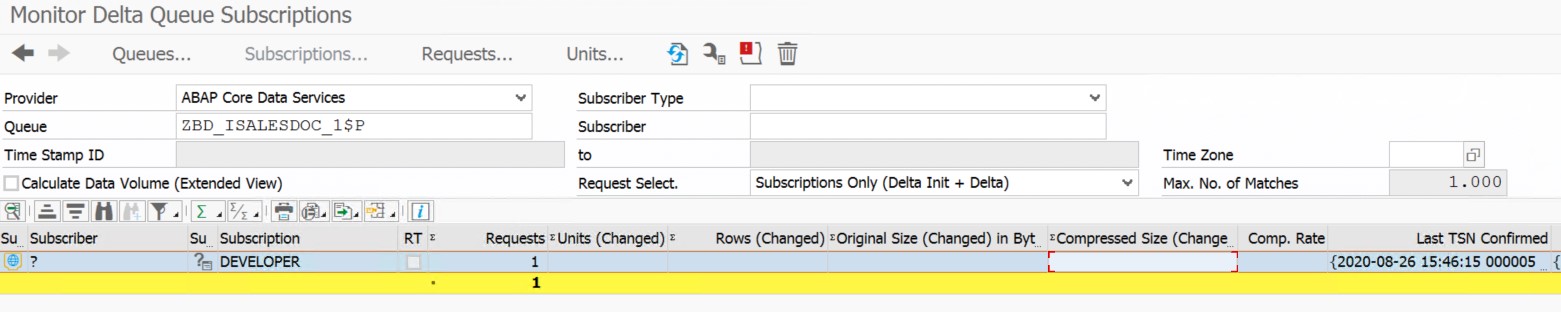 Monitor Delta Queue Subscriptions
Queues... Subscriptions... Requests... Units...
Provider ABAP Core Data Services Subscriber Type
Queue ZBD_ISALESDOC_1$P Subscriber
Time Stamp ID to Time Zone
Calculate Data Volume (Extended View) Request Select. Subscriptions Only (Delta Init + Delta) Max. No. of Matches 1.000
Su... Subscriber Su... Subscription RT Σ Requests Σ Units (Changed) Σ Rows (Changed) Σ Original Size (Changed) in Byt... Σ Compressed Size (Change... Comp. Rate Last TSN Confirmed
? DEVELOPER 1 {2020-08-26 15:46:15 000005 ... {
1